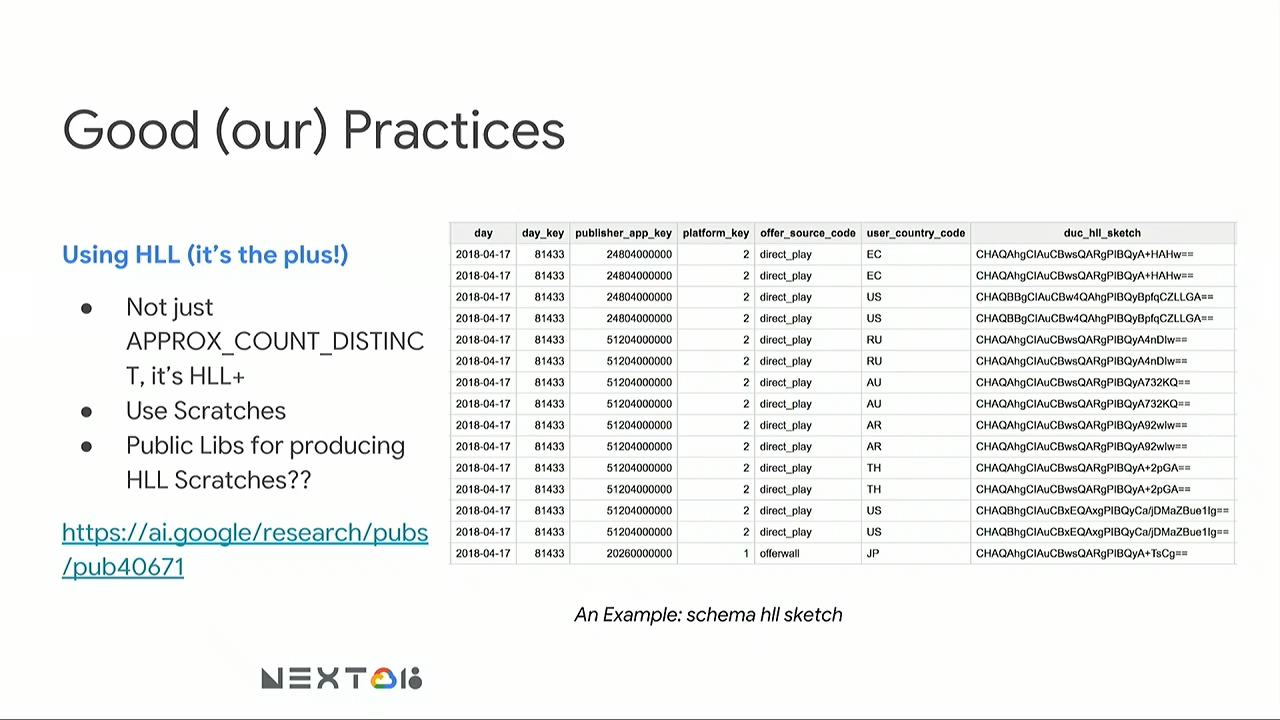 Good (our) Practices
Using HLL (it's the plus!)
● Not just
APPROX_COUNT_DISTINC
T, it's HLL+
● Use Scratches
● Public Libs for producing
HLL Scratches??
https://ai.google/research/pubs
/pub40671
day day_key publisher_app_key platform_key offer_source_code user_country_code duc_hll_sketch
2018-04-17 81433 24804000000 2 direct_play EC CHAQAhgCIAuCBwsQARgPIBQyA+HAHw==
2018-04-17 81433 24804000000 2 direct_play EC CHAQAhgCIAuCBwsQARgPIBQyA+HAHw==
2018-04-17 81433 24804000000 2 direct_play US CHAQBBgCIAuCBw4QAhgPIBQyBpfqCZLLGA==
2018-04-17 81433 24804000000 2 direct_play US CHAQBBgCIAuCBw4QAhgPIBQyBpfqCZLLGA==
2018-04-17 81433 51204000000 2 direct_play RU CHAQAhgCIAuCBwsQARgPIBQyA4nDIw==
2018-04-17 81433 51204000000 2 direct_play RU CHAQAhgCIAuCBwsQARgPIBQyA4nDIw==
2018-04-17 81433 51204000000 2 direct_play AU CHAQAhgCIAuCBwsQARgPIBQyA732KQ==
2018-04-17 81433 51204000000 2 direct_play AU CHAQAhgCIAuCBwsQARgPIBQyA732KQ==
2018-04-17 81433 51204000000 2 direct_play AR CHAQAhgCIAuCBwsQARgPIBQyA92wIw==
2018-04-17 81433 51204000000 2 direct_play AR CHAQAhgCIAuCBwsQARgPIBQyA92wIw==
2018-04-17 81433 51204000000 2 direct_play TH CHAQAhgCIAuCBwsQARgPIBQyA+2pGA==
2018-04-17 81433 51204000000 2 direct_play TH CHAQAhgCIAuCBwsQARgPIBQyA+2pGA==
2018-04-17 81433 51204000000 2 direct_play US CHAQBhgCIAuCBxEQAxgPIBQyCa/jDMaZBue1Ig==
2018-04-17 81433 51204000000 2 direct_play US CHAQBhgCIAuCBxEQAxgPIBQyCa/jDMaZBue1Ig==
2018-04-17 81433 20260000000 1 offerwall JP CHAQAhgCIAuCBwsQARgPIBQyA+TsCg==
An Example: schema hll sketch
NEXT 18